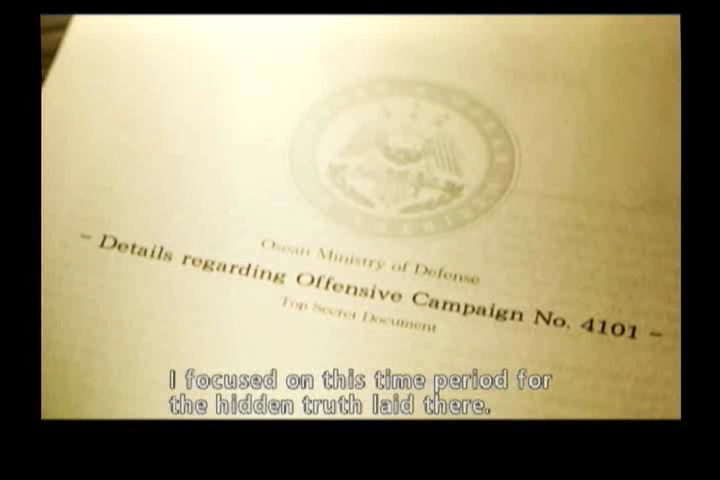 Osean Ministry of Defense
- Details regarding Offensive Campaign No. 4101 -
Top Secret Document
I focused on this time period for
the hidden truth laid there.